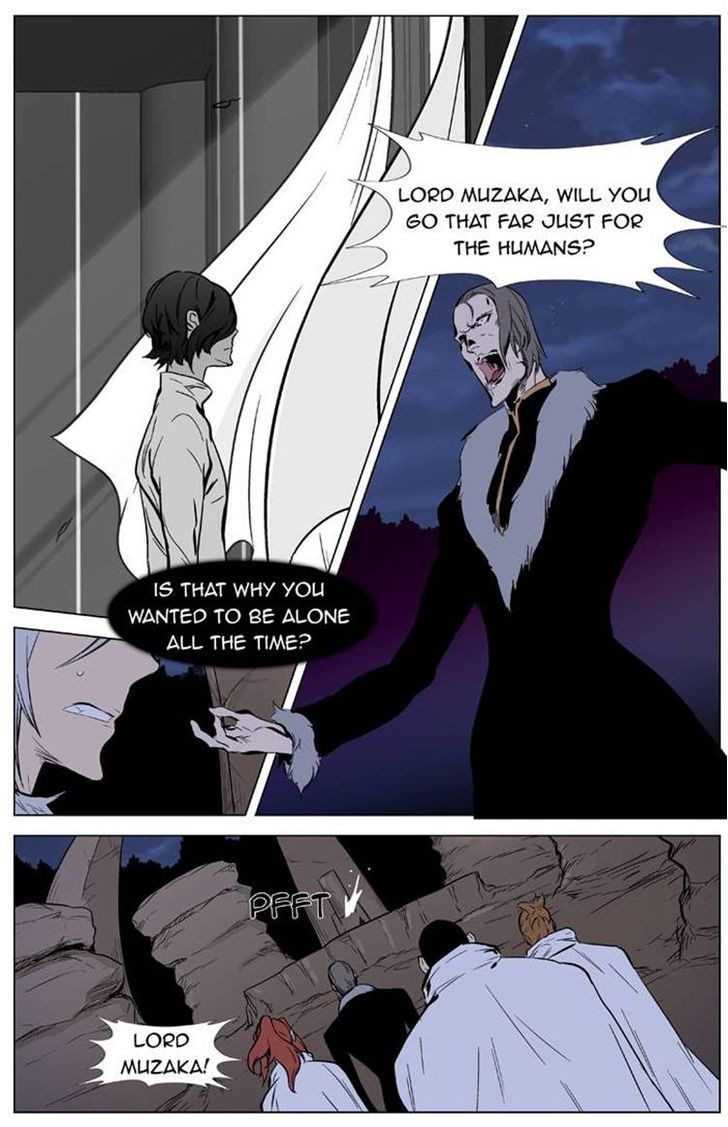 LORD MUZAKA, WILL YOU
GO THAT FAR JUST FOR
THE HUMANS?
IS THAT WHY YOU
WANTED TO BE ALONE
ALL THE TIME?
PFFT
LORD
MUZAKA!